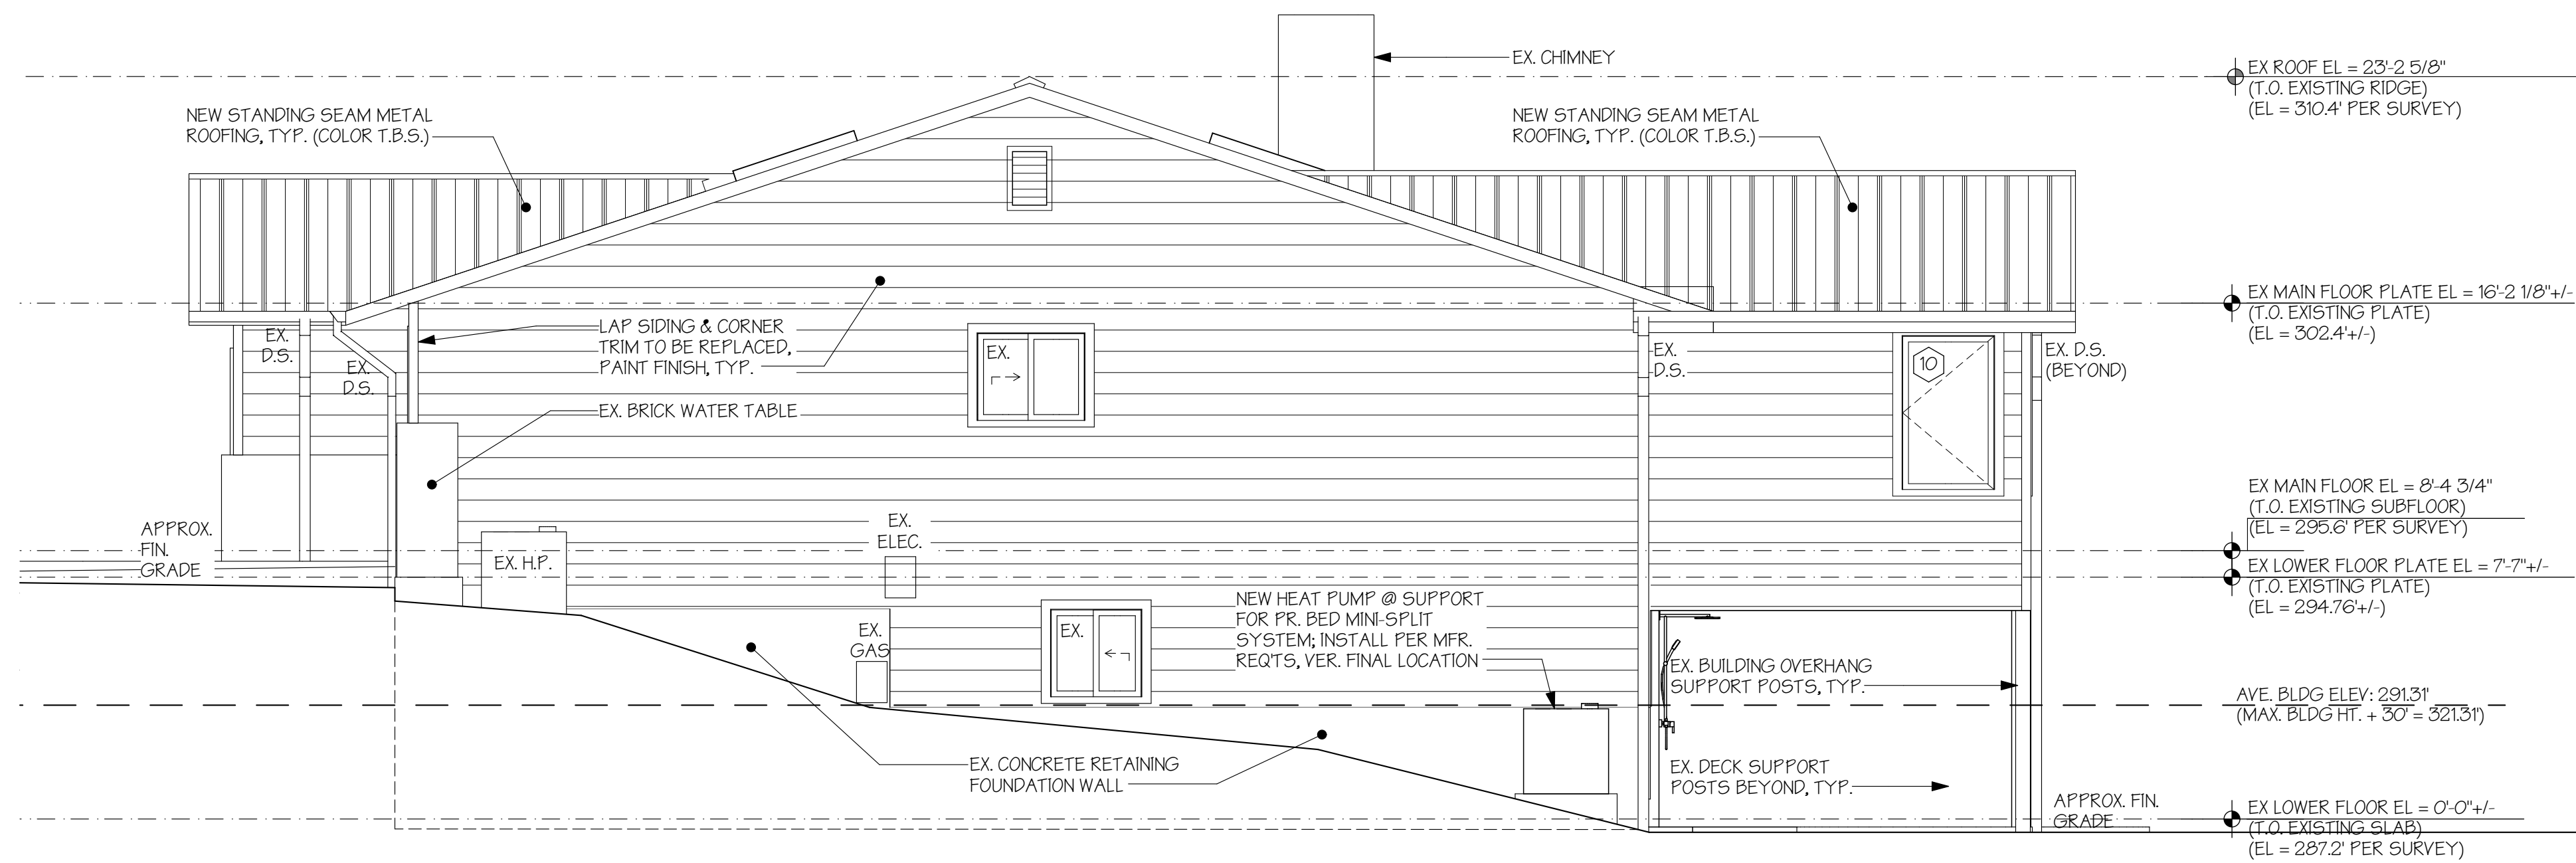 EX. CHIMNEY
EX ROOF EL = 23'-2 5/8"
(T.O. EXISTING RIDGE)
(EL = 310.4' PER SURVEY)
NEW STANDING SEAM METAL
ROOFING, TYP. (COLOR T.B.S.)
NEW STANDING SEAM METAL
ROOFING, TYP. (COLOR T.B.S.)
EX MAIN FLOOR PLATE EL = 16'-2 1/8"+/-
(T.O. EXISTING PLATE)
(EL = 302.4'+/-)
EX.
D.S.
EX.
D.S.
LAP SIDING & CORNER
TRIM TO BE REPLACED,
PAINT FINISH, TYP.
EX. BRICK WATER TABLE
EX.
EX.
D.S.
10
EX. D.S.
(BEYOND)
EX MAIN FLOOR EL = 8'-4 3/4"
(T.O. EXISTING SUBFLOOR)
(EL = 295.6' PER SURVEY)
APPROX.
FIN.
GRADE
EX. H.P.
EX.
ELEC.
EX LOWER FLOOR PLATE EL = 7'-7"+/-
(T.O. EXISTING PLATE)
(EL = 294.76'+/-)
EX.
GAS
EX.
NEW HEAT PUMP @ SUPPORT
FOR PR. BED MINI-SPLIT
SYSTEM; INSTALL PER MFR.
REQ'TS, VER. FINAL LOCATION
EX. BUILDING OVERHANG
SUPPORT POSTS, TYP.
AVE. BLDG ELEV: 291.31'
(MAX. BLDG HT. + 30' = 321.31')
EX. CONCRETE RETAINING
FOUNDATION WALL
EX. DECK SUPPORT
POSTS BEYOND, TYP.
APPROX. FIN.
GRADE
EX LOWER FLOOR EL = 0'-0"+/-
(T.O. EXISTING SLAB)
(EL = 287.2' PER SURVEY)